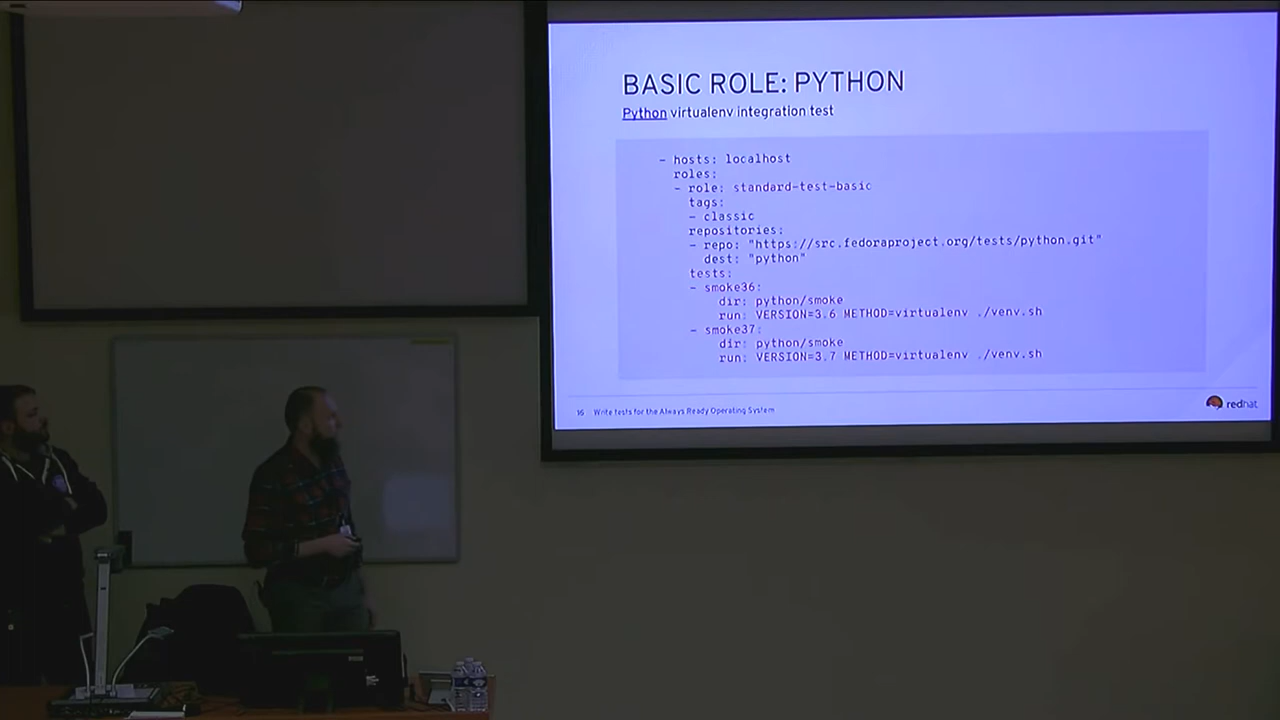 BASIC ROLE: PYTHON
Python virtualenv integration test
- hosts: localhost
roles:
- role: standard-test-basic
tags:
- classic
repositories:
- repo: "https://src.fedoraproject.org/tests/python.git"
dest: "python"
tests:
- smoke36:
dir: python/smoke
run: VERSION=3.6 METHOD=virtualenv ./venv.sh
- smoke37:
dir: python/smoke
run: VERSION=3.7 METHOD=virtualenv ./venv.sh
16 Write tests for the Always Ready Operating System
redhat